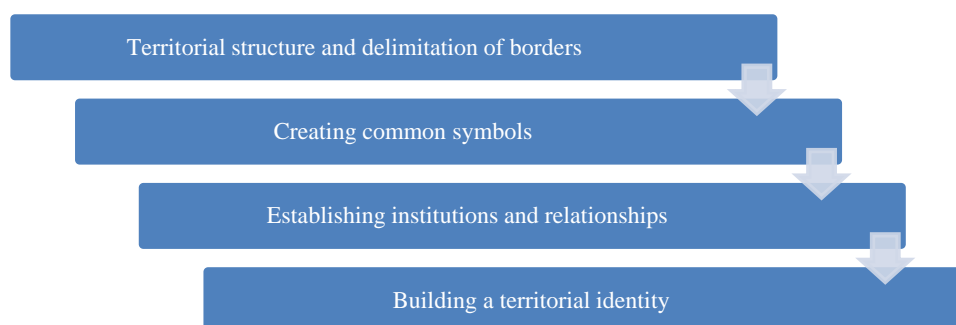 Territorial structure and delimitation of borders
Creating common symbols
Establishing institutions and relationships
Building a territorial identity